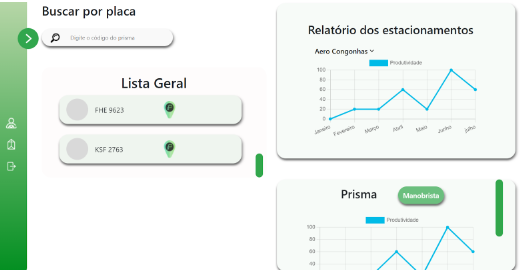 Buscar por placa
Digite o código do prisma
Lista Geral
FHE 9623
KSF 2763
Relatório dos estacionamentos
Aero Congonhas
Produtividade
100
80
60
40
20
0
Janeiro
Fevereiro
Março
Abril
Maio
Junho
Julho
Prisma
Manobrista
Produtividade
100
80
60
40